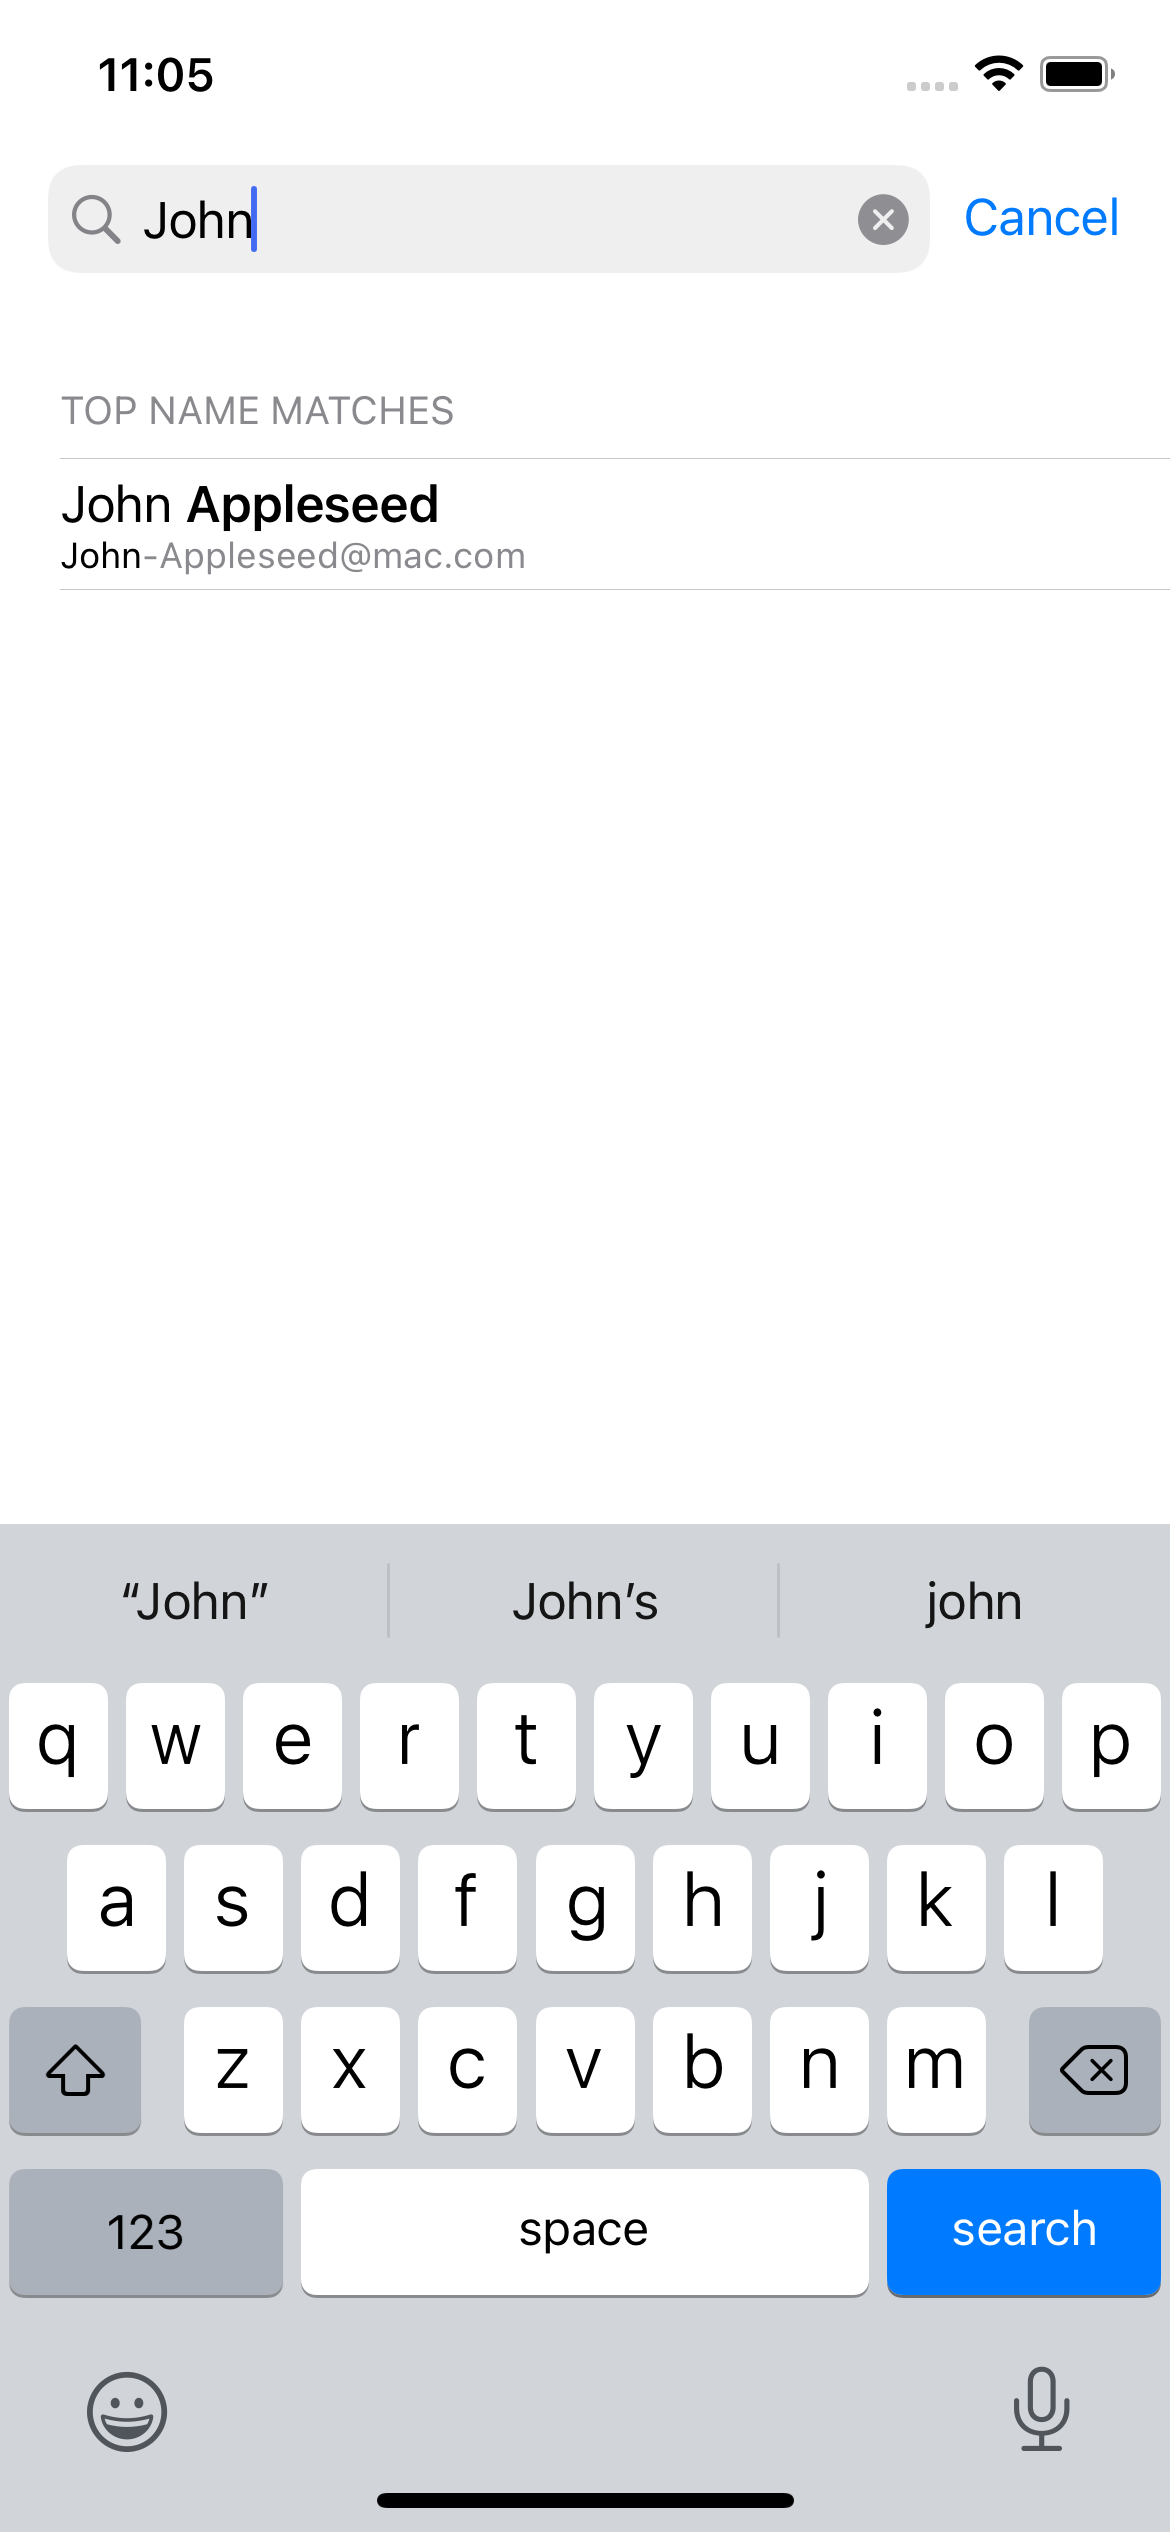 11:05
John
Cancel
TOP NAME MATCHES
John Appleseed
John-Appleseed@mac.com
“John” John’s john
q w e r t y u i o p
a s d f g h j k l
z x c v b n m
123 space search